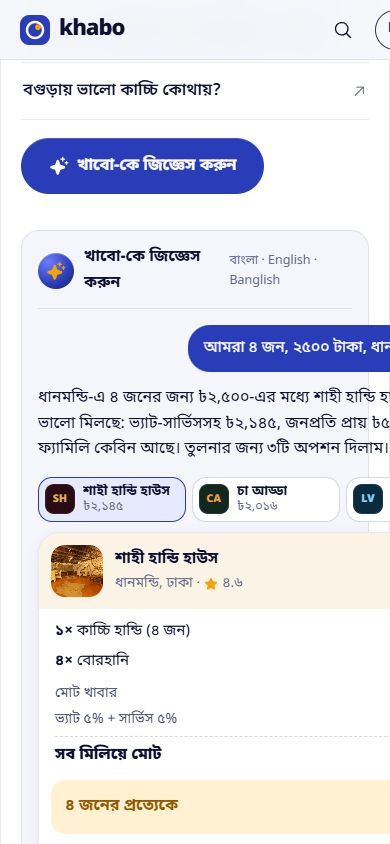 khabo
বগুড়ায় ভালো কাচ্চি কোথায়?
খাবো-কে জিজ্ঞেস করুন
খাবো-কে জিজ্ঞেস করুন
বাংলা · English · Banglish
আমরা ৪ জন, ২৫০০ টাকা, ধান
ধানমন্ডি-এ ৪ জনের জন্য ৳২,৫০০-এর মধ্যে শাহী হান্ডি হা
ভালো মিলছে: ভ্যাট-সার্ভিসসহ ৳২,১৪৫, জনপ্রতি প্রায় ৳৫
ফ্যামিলি কেবিন আছে। তুলনার জন্য ৩টি অপশন দিলাম।
SH
শাহী হান্ডি হাউস
৳২,১৪৫
CA
চা আড্ডা
৳২,০১৬
LV
শাহী হান্ডি হাউস
ধানমন্ডি, ঢাকা · ৪.৬
১× কাচ্চি হান্ডি (৪ জন)
৪× বোরহানি
মোট খাবার
ভ্যাট ৫% + সার্ভিস ৫%
সব মিলিয়ে মোট
৪ জনের প্রত্যেকে